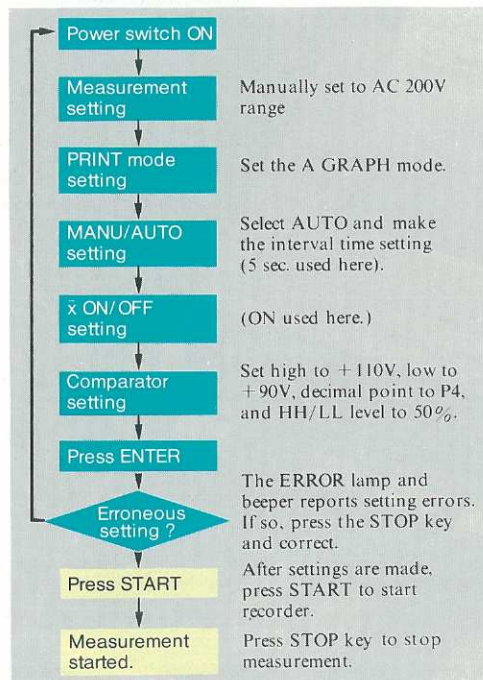 Power switch ON
Measurement
setting
Manually set to AC 200V
range
PRINT mode
setting
Set the A GRAPH mode.
MANU/AUTO
setting
Select AUTO and make
the interval time setting
(5 sec. used here).
x̄ ON/OFF
setting
(ON used here.)
Comparator
setting
Set high to +110V, low to
+90V, decimal point to P4,
and HH/LL level to 50%.
Press ENTER
Erroneous
setting ?
The ERROR lamp and
beeper reports setting errors.
If so, press the STOP key
and correct.
Press START
After settings are made,
press START to start
recorder.
Measurement
started.
Press STOP key to stop
measurement.